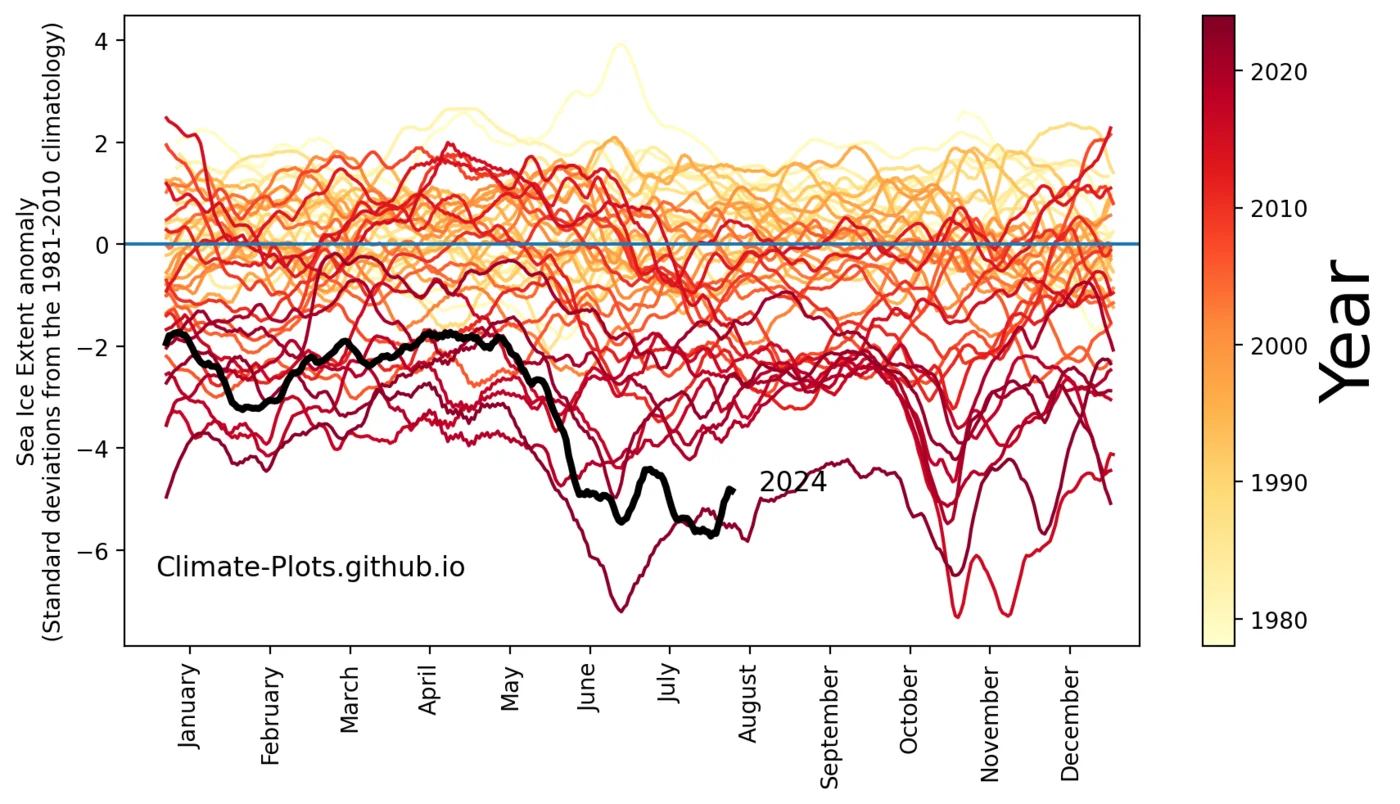 Sea Ice Extent anomaly
(Standard deviations from the 1981-2010 climatology)
4
2
0
−2
−4
−6
2024
Climate-Plots.github.io
January
February
March
April
May
June
July
August
September
October
November
December
2020
2010
2000
1990
1980
Year